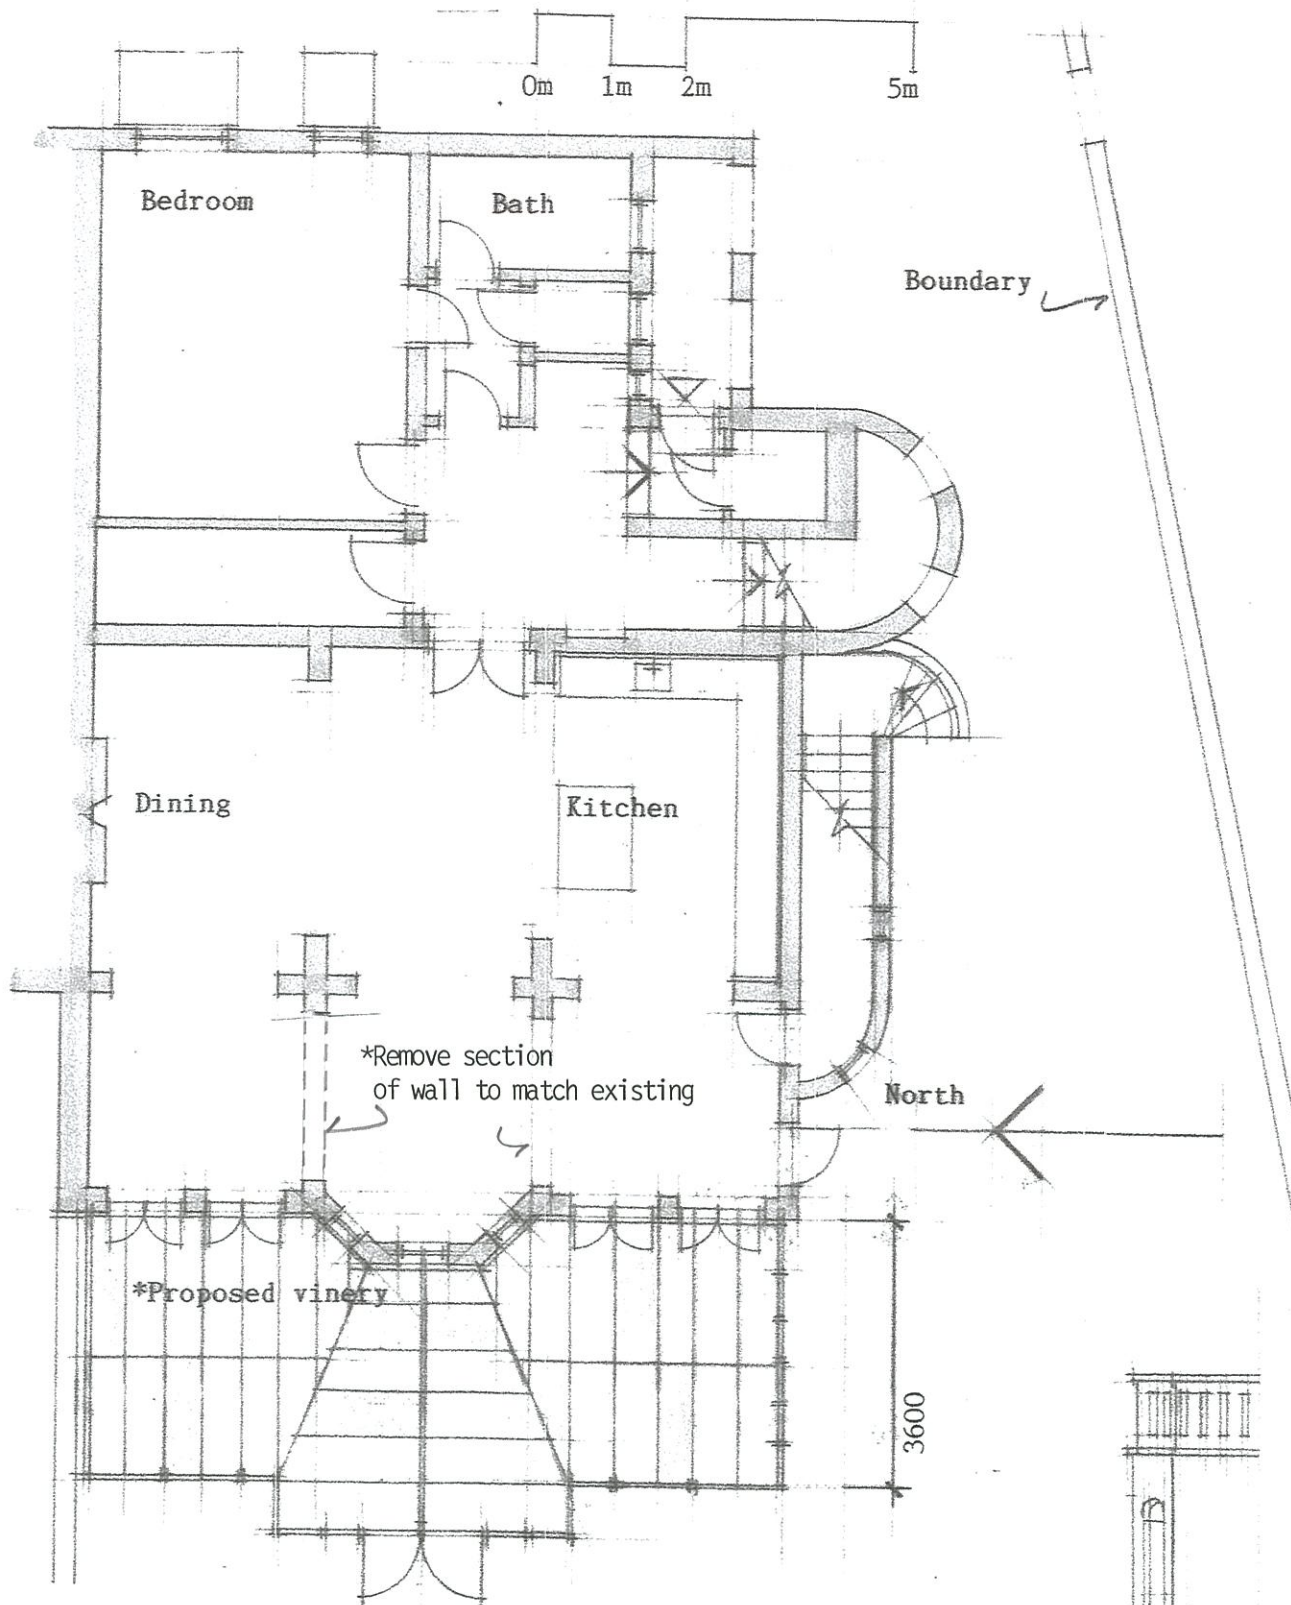 0m 1m 2m 5m
Bedroom
Bath
Boundary
Dining
Kitchen
*Remove section
of wall to match existing
North
*Proposed vinery
3600